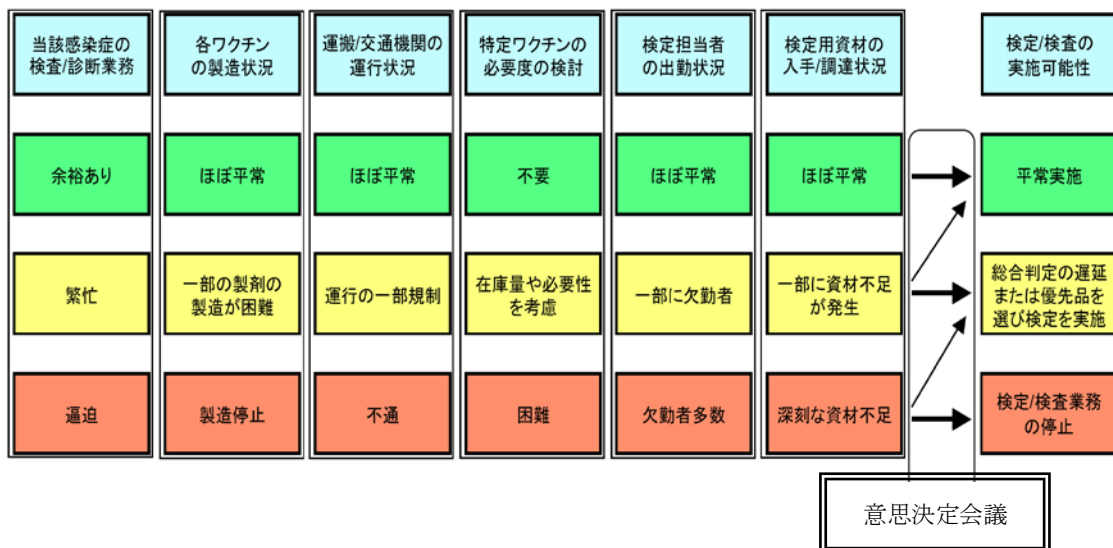 当該感染症の
検査/診断業務
各ワクチン
の製造状況
運搬/交通機関の
運行状況
特定ワクチンの
必要度の検討
検定担当者
の出勤状況
検定用資材の
入手/調達状況
検定/検査の
実施可能性
余裕あり
ほぼ平常
ほぼ平常
不要
ほぼ平常
ほぼ平常
平常実施
繁忙
一部の製剤の
製造が困難
運行の一部規制
在庫量や必要性
を考慮
一部に欠勤者
一部に資材不足
が発生
総合判定の遅延
または優先品を
選び検定を実施
逼迫
製造停止
不通
困難
欠勤者多数
深刻な資材不足
検定/検査業務
の停止
意思決定会議